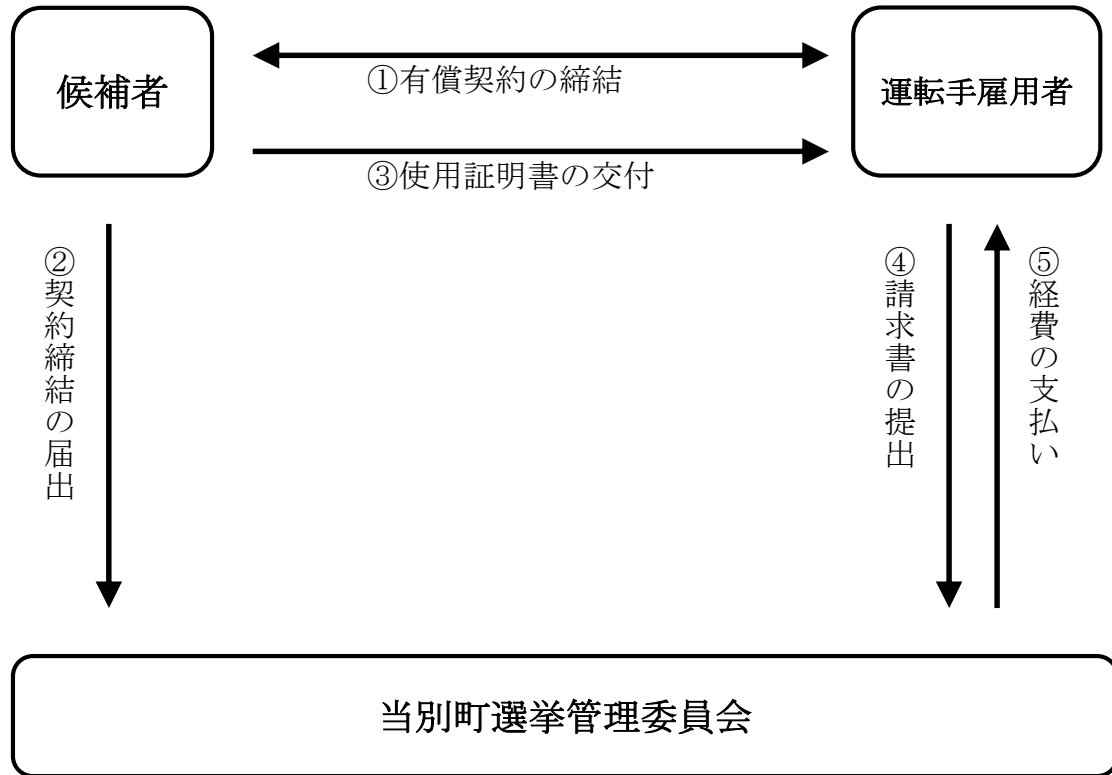 候補者
①有償契約の締結
運転手雇用者
③使用証明書の交付
②契約締結の届出
④請求書の提出
⑤経費の支払い
当別町選挙管理委員会